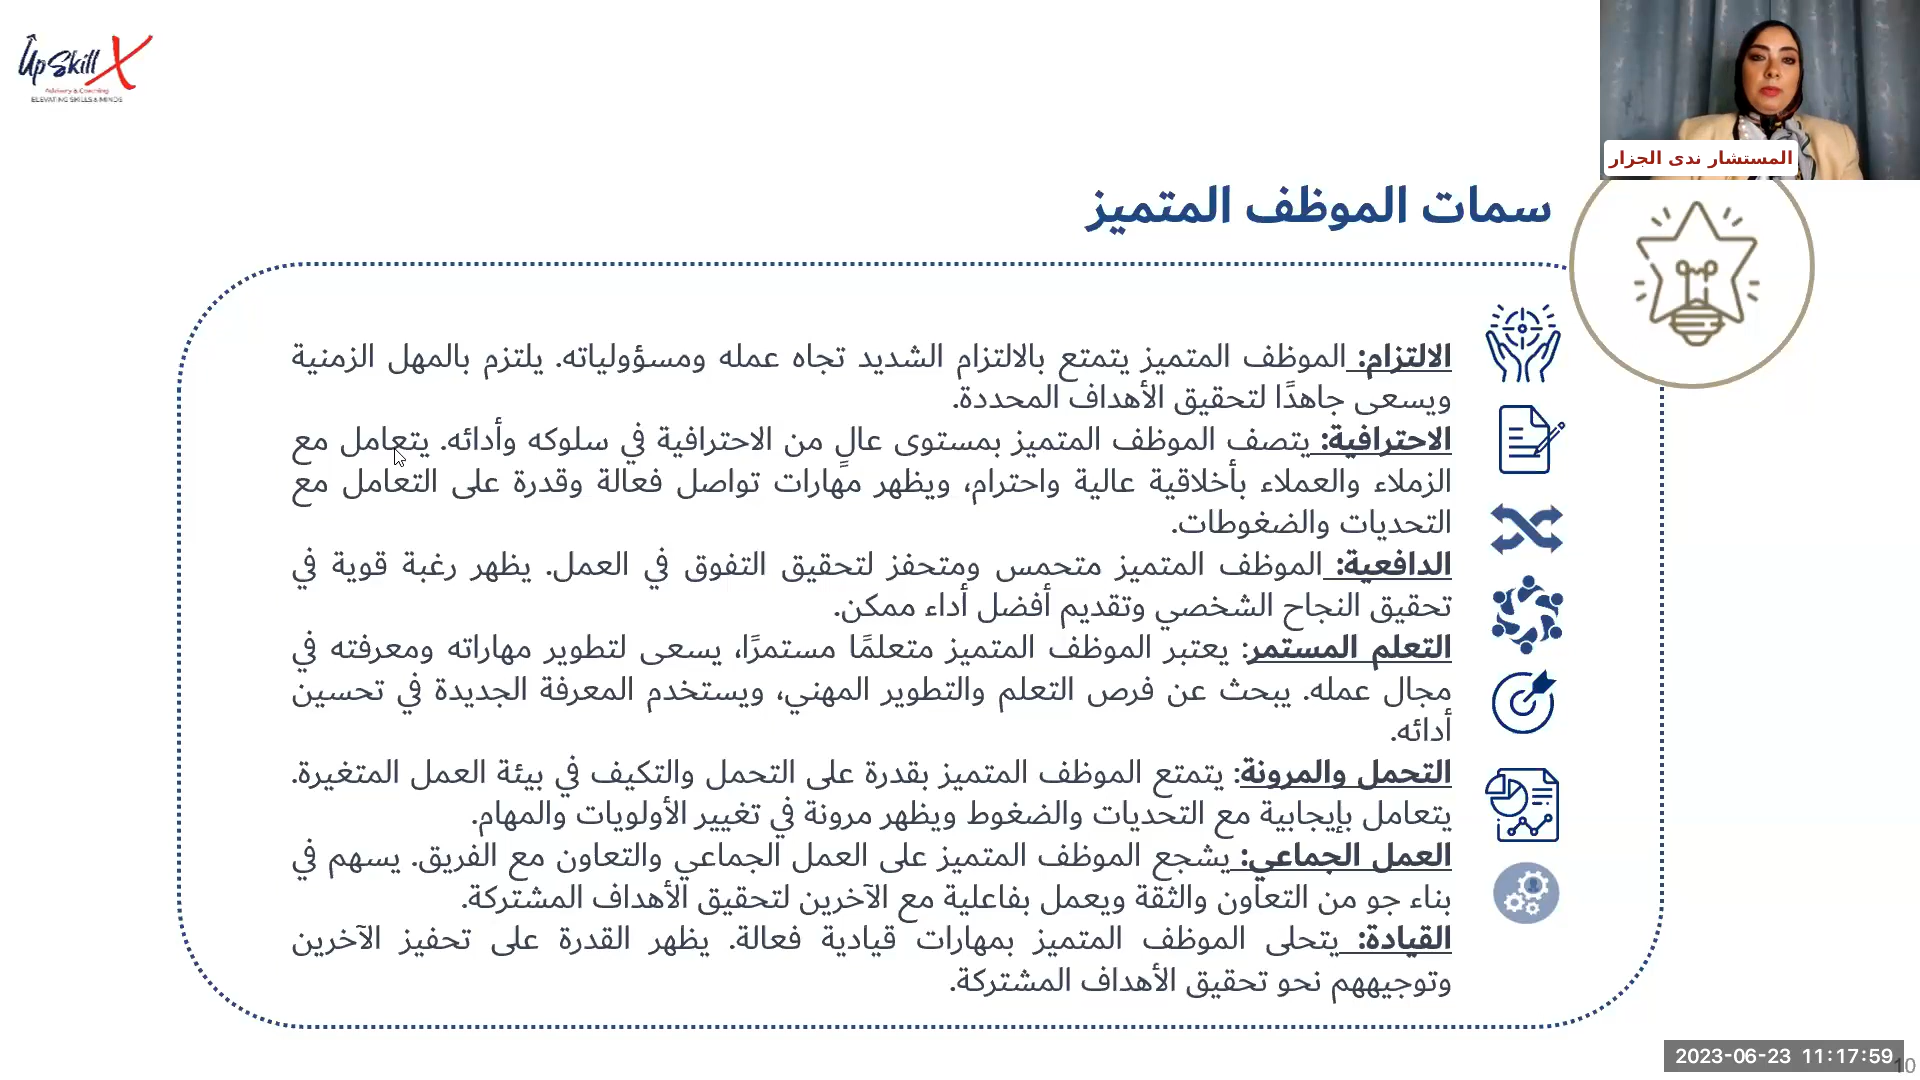 UpSkill X
Advisory & Coaching
ELEVATING SKILLS & MINDS
المستشار ندى الجزار
سمات الموظف المتميز
الالتزام: الموظف المتميز يتمتع بالالتزام الشديد تجاه عمله ومسؤولياته. يلتزم بالمهل الزمنية
ويسعى جاهدًا لتحقيق الأهداف المحددة.
الاحترافية: يتصف الموظف المتميز بمستوى عالٍ من الاحترافية في سلوكه وأدائه. يتعامل مع
الزملاء والعملاء بأخلاقية عالية واحترام، ويظهر مهارات تواصل فعالة وقدرة على التعامل مع
التحديات والضغوطات.
الدافعية: الموظف المتميز متحمس ومتحفز لتحقيق التفوق في العمل. يظهر رغبة قوية في
تحقيق النجاح الشخصي وتقديم أفضل أداء ممكن.
التعلم المستمر: يعتبر الموظف المتميز متعلمًا مستمرًا، يسعى لتطوير مهاراته ومعرفته في
مجال عمله. يبحث عن فرص التعلم والتطوير المهني، ويستخدم المعرفة الجديدة في تحسين
أدائه.
التحمل والمرونة: يتمتع الموظف المتميز بقدرة على التحمل والتكيف في بيئة العمل المتغيرة.
يتعامل بإيجابية مع التحديات والضغوط ويظهر مرونة في تغيير الأولويات والمهام.
العمل الجماعي: يشجع الموظف المتميز على العمل الجماعي والتعاون مع الفريق. يسهم في
بناء جو من التعاون والثقة ويعمل بفاعلية مع الآخرين لتحقيق الأهداف المشتركة.
القيادة: يتحلى الموظف المتميز بمهارات قيادية فعالة. يظهر القدرة على تحفيز الآخرين
وتوجيههم نحو تحقيق الأهداف المشتركة.
2023-06-23 11:17:59
10